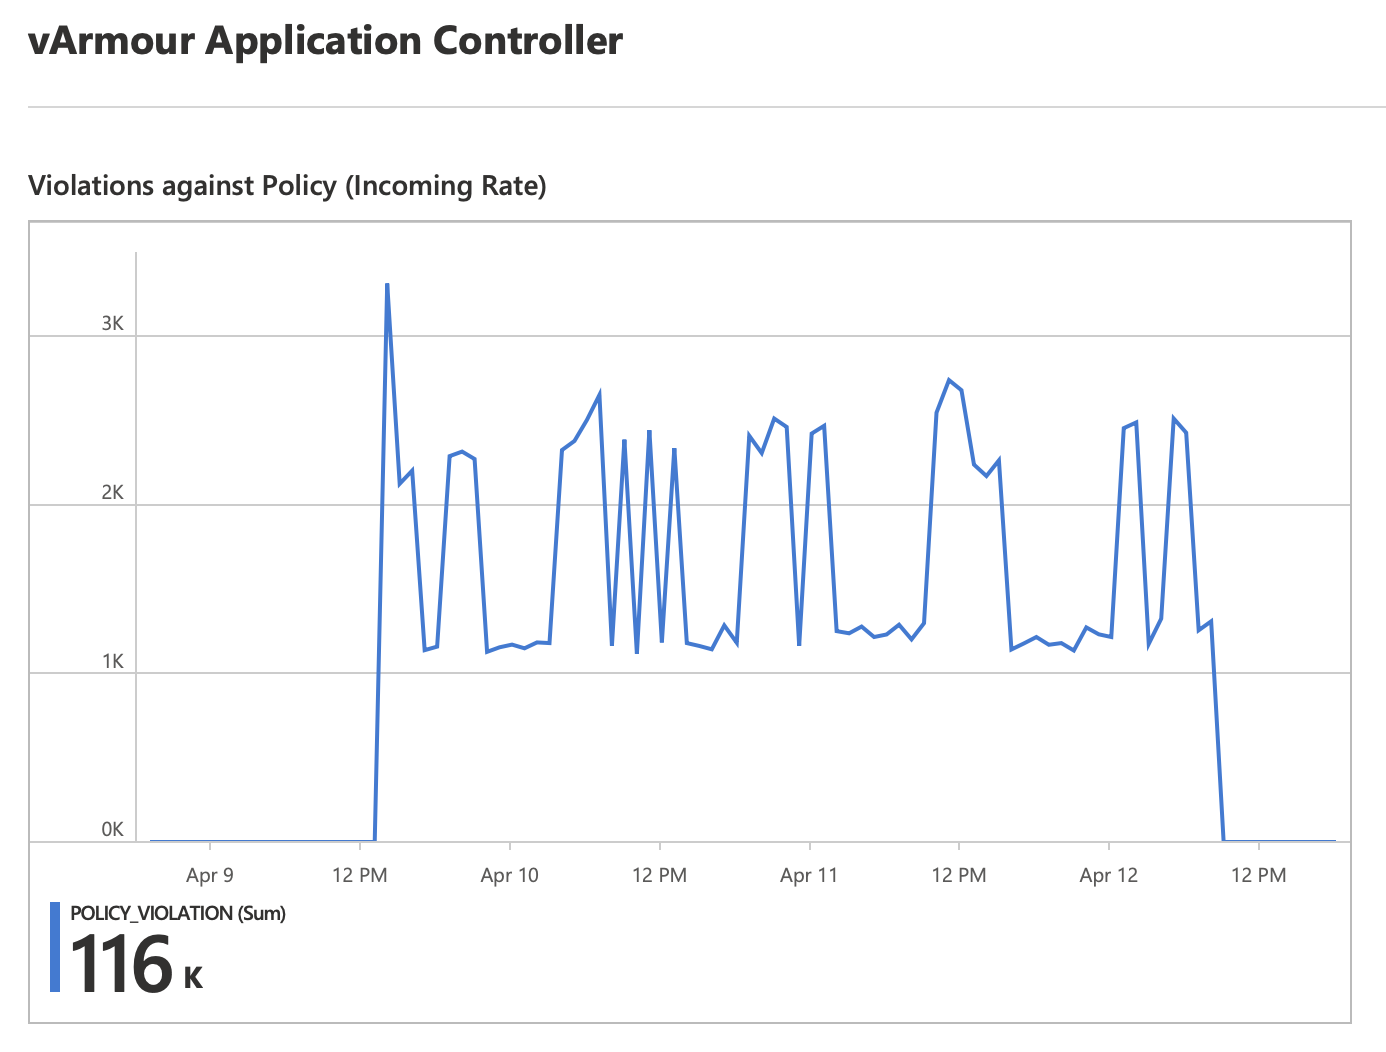 vArmour Application Controller
Violations against Policy (Incoming Rate)
3K
2K
1K
0K
Apr 9 12 PM Apr 10 12 PM Apr 11 12 PM Apr 12 12 PM
POLICY_VIOLATION (Sum)
116 K